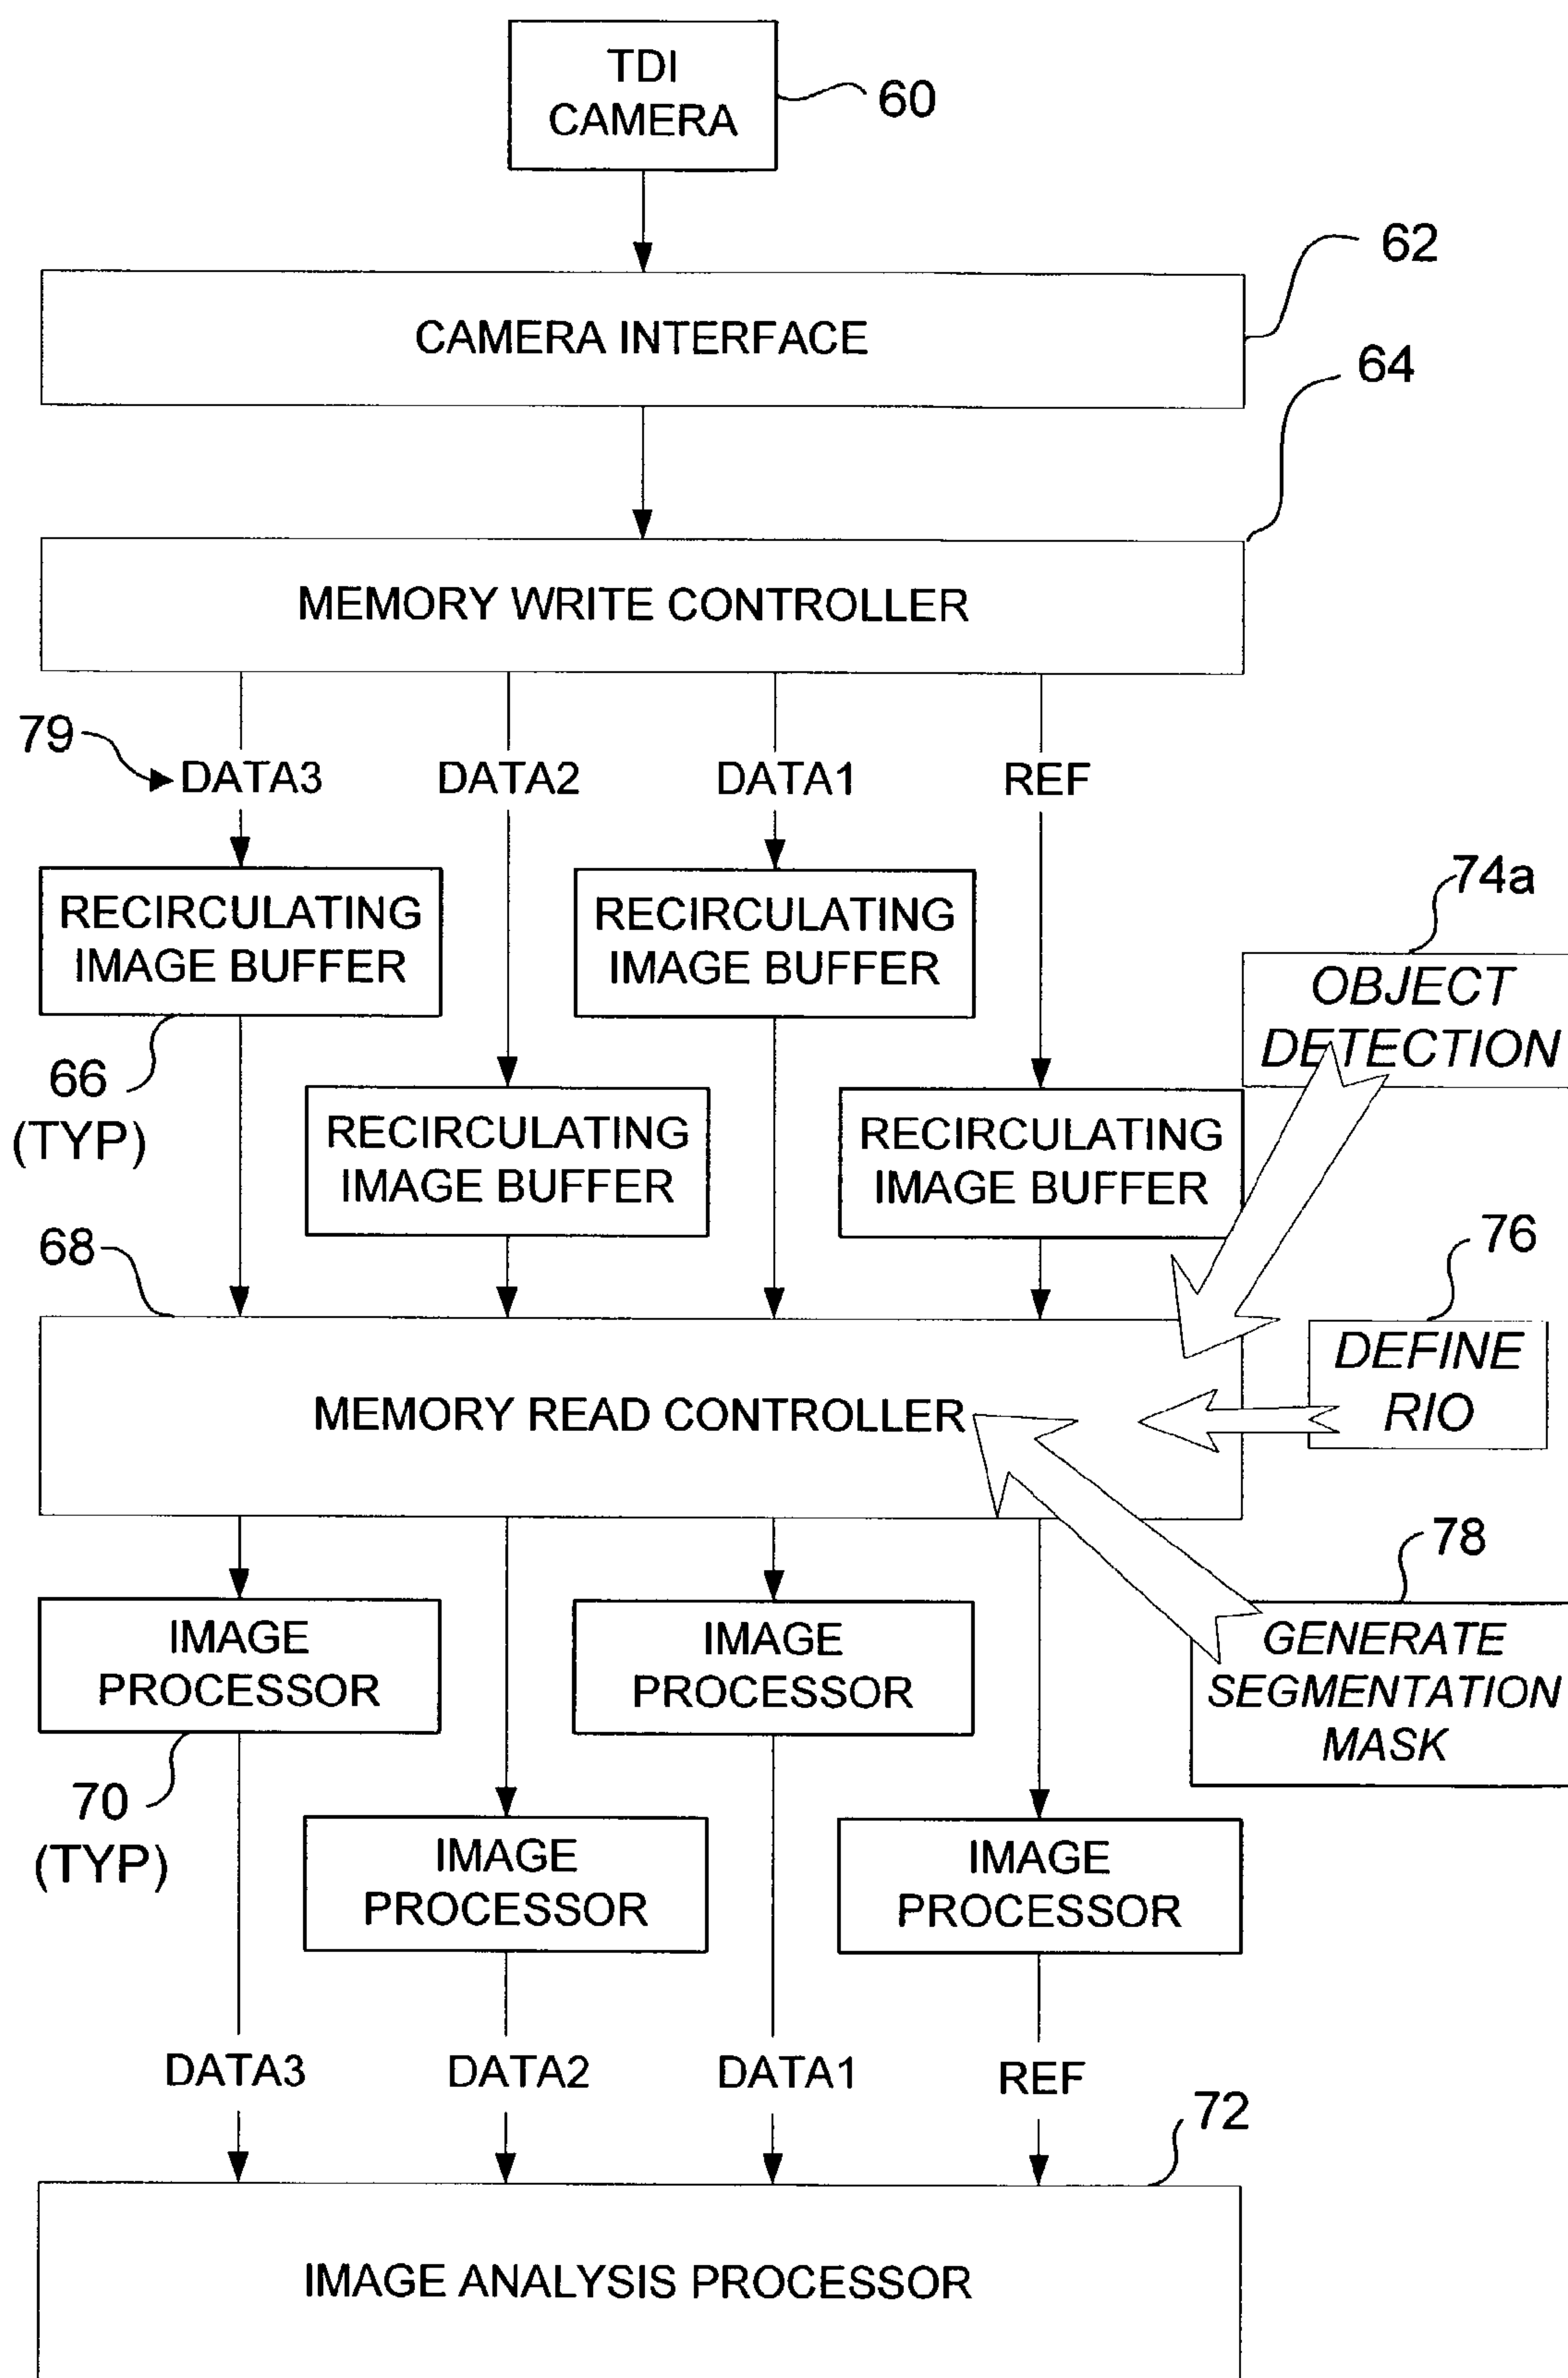 TDI
CAMERA
60
62
CAMERA INTERFACE
64
MEMORY WRITE CONTROLLER
79
DATA3
DATA2
DATA1
REF
RECIRCULATING
IMAGE BUFFER
RECIRCULATING
IMAGE BUFFER
74a
OBJECT
DETECTION
66
(TYP)
RECIRCULATING
IMAGE BUFFER
RECIRCULATING
IMAGE BUFFER
68
76
DEFINE
RIO
MEMORY READ CONTROLLER
78
IMAGE
PROCESSOR
IMAGE
PROCESSOR
GENERATE
SEGMENTATION
MASK
70
(TYP)
IMAGE
PROCESSOR
IMAGE
PROCESSOR
DATA3
DATA2
DATA1
REF
72
IMAGE ANALYSIS PROCESSOR